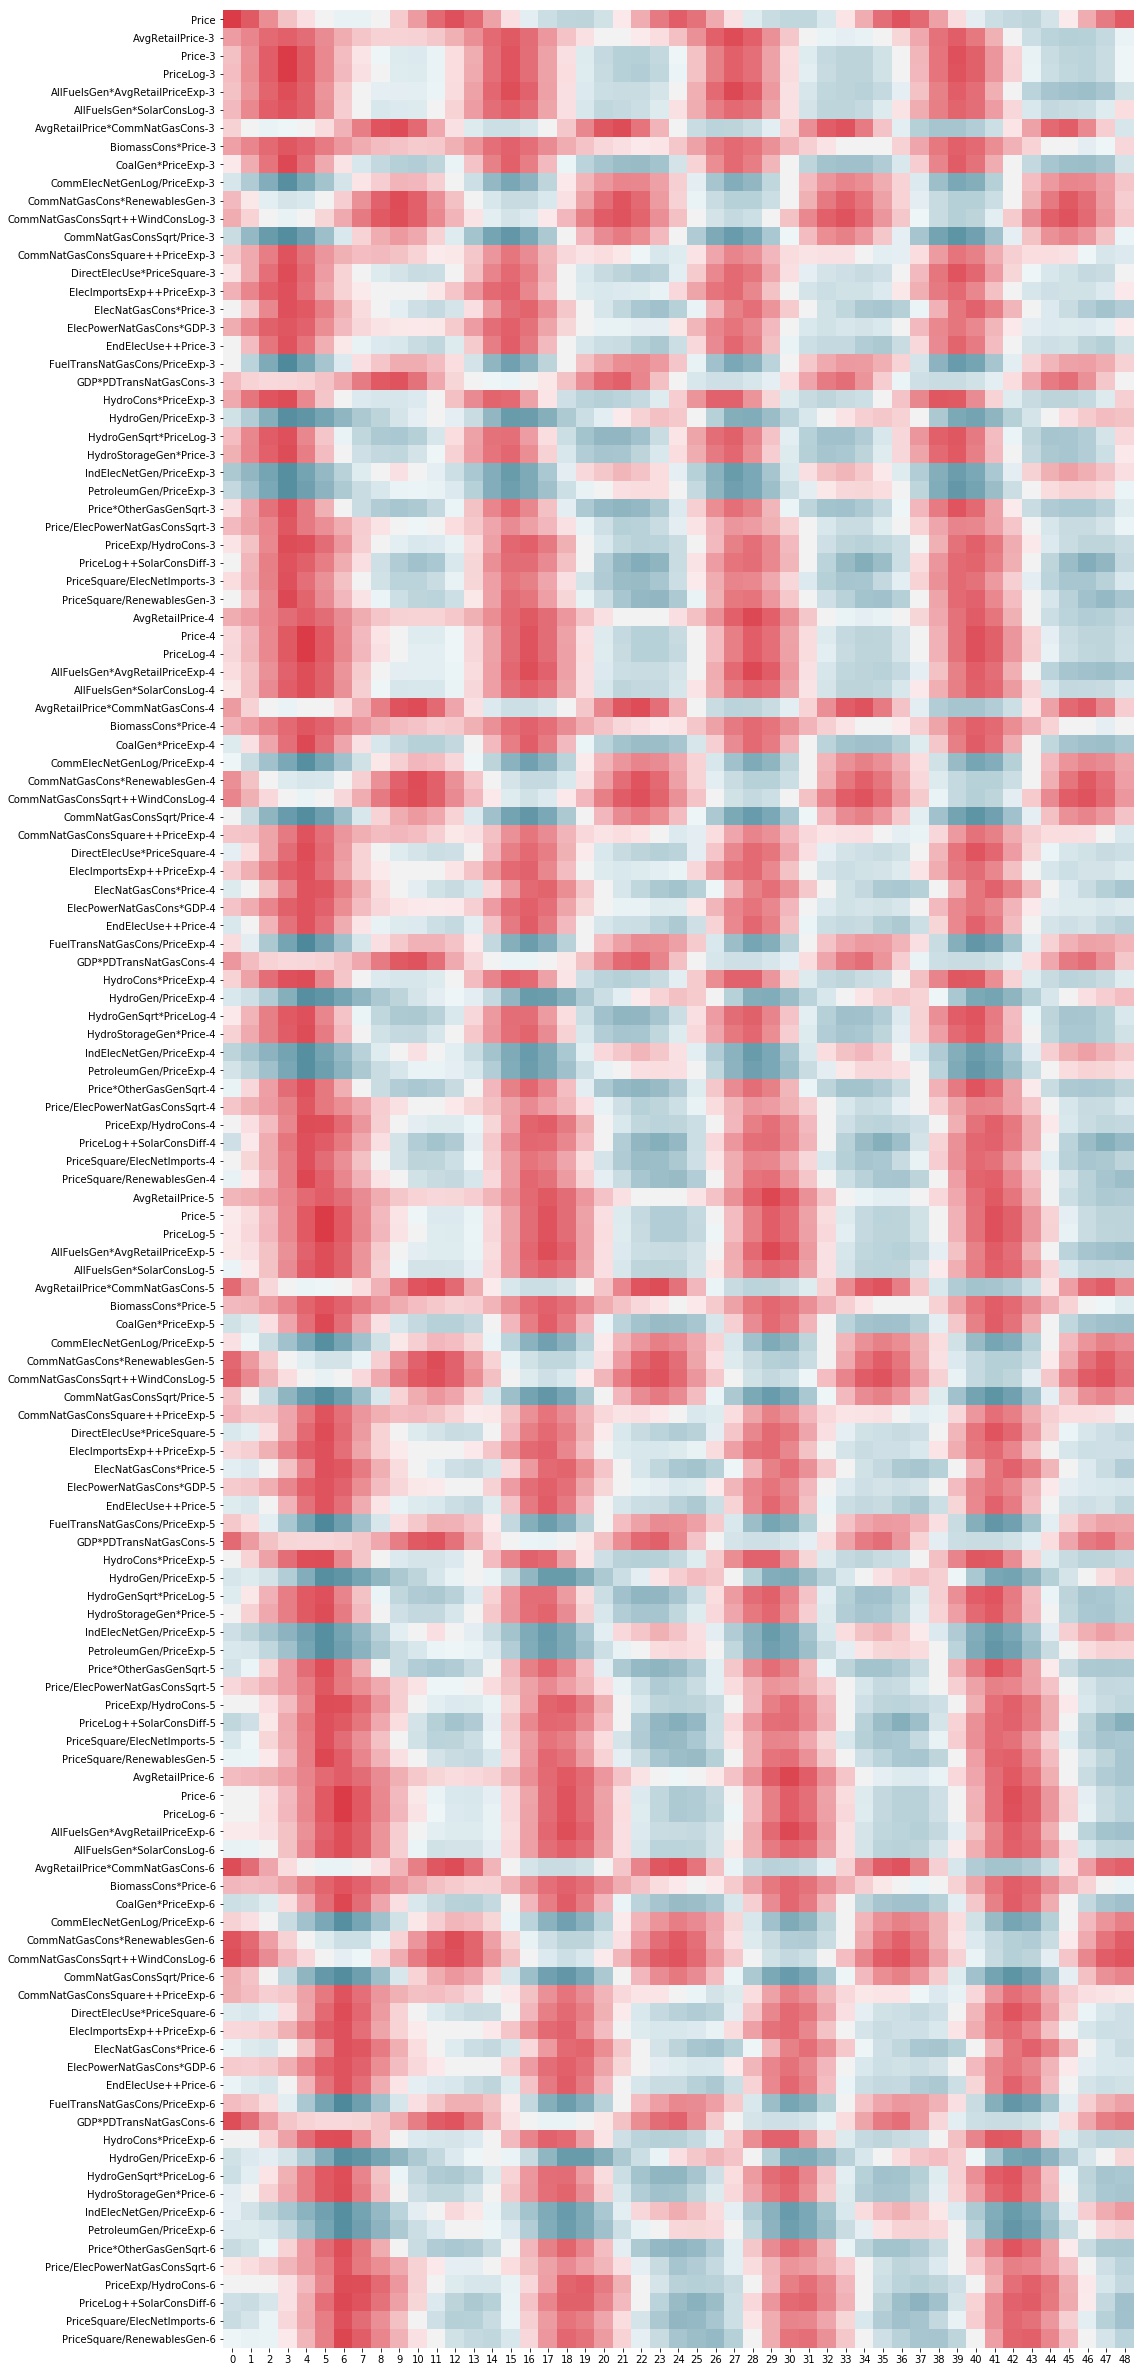 Price
AvgRetailPrice-3
Price-3
PriceLog-3
AllFuelsGen*AvgRetailPriceExp-3
AllFuelsGen*SolarConsLog-3
AvgRetailPrice*CommNatGasCons-3
BiomassCons*Price-3
CoalGen*PriceExp-3
CommElecNetGenLog/PriceExp-3
CommNatGasCons*RenewablesGen-3
CommNatGasConsSqrt++WindConsLog-3
CommNatGasConsSqrt/Price-3
CommNatGasConsSquare++PriceExp-3
DirectElecUse*PriceSquare-3
ElecImportsExp++PriceExp-3
ElecNatGasCons*Price-3
ElecPowerNatGasCons*GDP-3
EndElecUse++Price-3
FuelTransNatGasCons/PriceExp-3
GDP*PDTransNatGasCons-3
HydroCons*PriceExp-3
HydroGen/PriceExp-3
HydroGenSqrt*PriceLog-3
HydroStorageGen*Price-3
IndElecNetGen/PriceExp-3
PetroleumGen/PriceExp-3
Price*OtherGasGenSqrt-3
Price/ElecPowerNatGasConsSqrt-3
PriceExp/HydroCons-3
PriceLog++SolarConsDiff-3
PriceSquare/ElecNetImports-3
PriceSquare/RenewablesGen-3
AvgRetailPrice-4
Price-4
PriceLog-4
AllFuelsGen*AvgRetailPriceExp-4
AllFuelsGen*SolarConsLog-4
AvgRetailPrice*CommNatGasCons-4
BiomassCons*Price-4
CoalGen*PriceExp-4
CommElecNetGenLog/PriceExp-4
CommNatGasCons*RenewablesGen-4
CommNatGasConsSqrt++WindConsLog-4
CommNatGasConsSqrt/Price-4
CommNatGasConsSquare++PriceExp-4
DirectElecUse*PriceSquare-4
ElecImportsExp++PriceExp-4
ElecNatGasCons*Price-4
ElecPowerNatGasCons*GDP-4
EndElecUse++Price-4
FuelTransNatGasCons/PriceExp-4
GDP*PDTransNatGasCons-4
HydroCons*PriceExp-4
HydroGen/PriceExp-4
HydroGenSqrt*PriceLog-4
HydroStorageGen*Price-4
IndElecNetGen/PriceExp-4
PetroleumGen/PriceExp-4
Price*OtherGasGenSqrt-4
Price/ElecPowerNatGasConsSqrt-4
PriceExp/HydroCons-4
PriceLog++SolarConsDiff-4
PriceSquare/ElecNetImports-4
PriceSquare/RenewablesGen-4
AvgRetailPrice-5
Price-5
PriceLog-5
AllFuelsGen*AvgRetailPriceExp-5
AllFuelsGen*SolarConsLog-5
AvgRetailPrice*CommNatGasCons-5
BiomassCons*Price-5
CoalGen*PriceExp-5
CommElecNetGenLog/PriceExp-5
CommNatGasCons*RenewablesGen-5
CommNatGasConsSqrt++WindConsLog-5
CommNatGasConsSqrt/Price-5
CommNatGasConsSquare++PriceExp-5
DirectElecUse*PriceSquare-5
ElecImportsExp++PriceExp-5
ElecNatGasCons*Price-5
ElecPowerNatGasCons*GDP-5
EndElecUse++Price-5
FuelTransNatGasCons/PriceExp-5
GDP*PDTransNatGasCons-5
HydroCons*PriceExp-5
HydroGen/PriceExp-5
HydroGenSqrt*PriceLog-5
HydroStorageGen*Price-5
IndElecNetGen/PriceExp-5
PetroleumGen/PriceExp-5
Price*OtherGasGenSqrt-5
Price/ElecPowerNatGasConsSqrt-5
PriceExp/HydroCons-5
PriceLog++SolarConsDiff-5
PriceSquare/ElecNetImports-5
PriceSquare/RenewablesGen-5
AvgRetailPrice-6
Price-6
PriceLog-6
AllFuelsGen*AvgRetailPriceExp-6
AllFuelsGen*SolarConsLog-6
AvgRetailPrice*CommNatGasCons-6
BiomassCons*Price-6
CoalGen*PriceExp-6
CommElecNetGenLog/PriceExp-6
CommNatGasCons*RenewablesGen-6
CommNatGasConsSqrt++WindConsLog-6
CommNatGasConsSqrt/Price-6
CommNatGasConsSquare++PriceExp-6
DirectElecUse*PriceSquare-6
ElecImportsExp++PriceExp-6
ElecNatGasCons*Price-6
ElecPowerNatGasCons*GDP-6
EndElecUse++Price-6
FuelTransNatGasCons/PriceExp-6
GDP*PDTransNatGasCons-6
HydroCons*PriceExp-6
HydroGen/PriceExp-6
HydroGenSqrt*PriceLog-6
HydroStorageGen*Price-6
IndElecNetGen/PriceExp-6
PetroleumGen/PriceExp-6
Price*OtherGasGenSqrt-6
Price/ElecPowerNatGasConsSqrt-6
PriceExp/HydroCons-6
PriceLog++SolarConsDiff-6
PriceSquare/ElecNetImports-6
PriceSquare/RenewablesGen-6
0 1 2 3 4 5 6 7 8 9 10 11 12 13 14 15 16 17 18 19 20 21 22 23 24 25 26 27 28 29 30 31 32 33 34 35 36 37 38 39 40 41 42 43 44 45 46 47 48